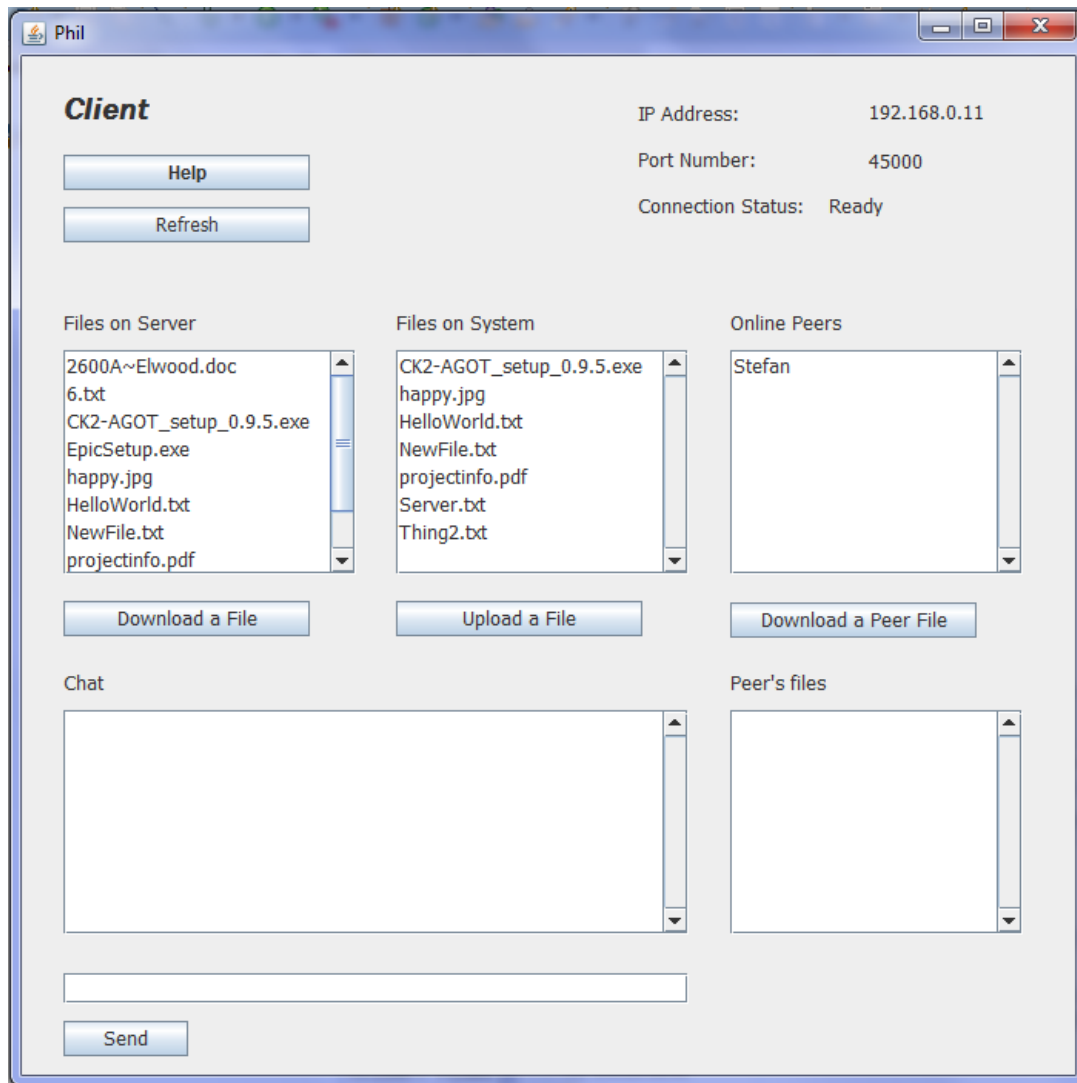 Phil
Client
IP Address: 192.168.0.11
Help
Port Number: 45000
Refresh
Connection Status: Ready
Files on Server
2600A~Elwood.doc
6.txt
CK2-AGOT_setup_0.9.5.exe
EpicSetup.exe
happy.jpg
HelloWorld.txt
NewFile.txt
projectinfo.pdf
Download a File
Files on System
CK2-AGOT_setup_0.9.5.exe
happy.jpg
HelloWorld.txt
NewFile.txt
projectinfo.pdf
Server.txt
Thing2.txt
Upload a File
Online Peers
Stefan
Download a Peer File
Chat
Peer's files
Send